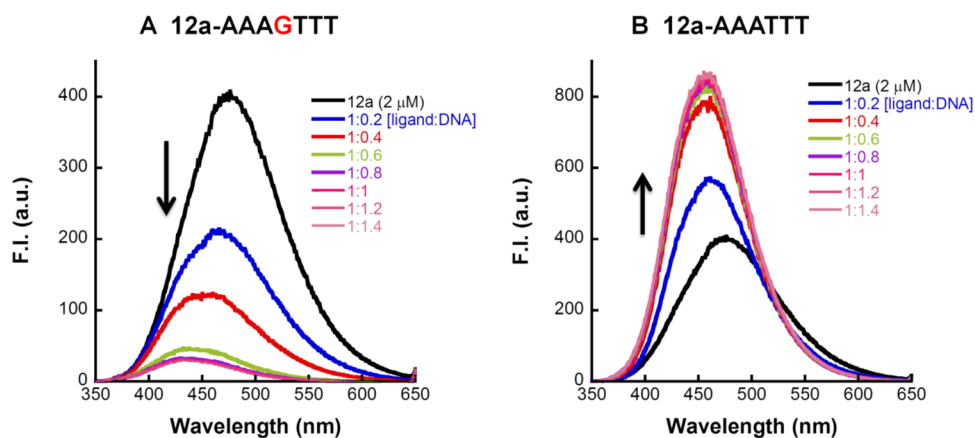 A 12a-AAAGTTT
400
300
200
100
0
350 400 450 500 550 600 650
F.I. (a.u.)
Wavelength (nm)
12a (2 μM)
1:0.2 [ligand:DNA]
1:0.4
1:0.6
1:0.8
1:1
1:1.2
1:1.4
B 12a-AAATTT
800
600
400
200
0
350 400 450 500 550 600 650
F.I. (a.u.)
Wavelength (nm)
12a (2 μM)
1:0.2 [ligand:DNA]
1:0.4
1:0.6
1:0.8
1:1
1:1.2
1:1.4